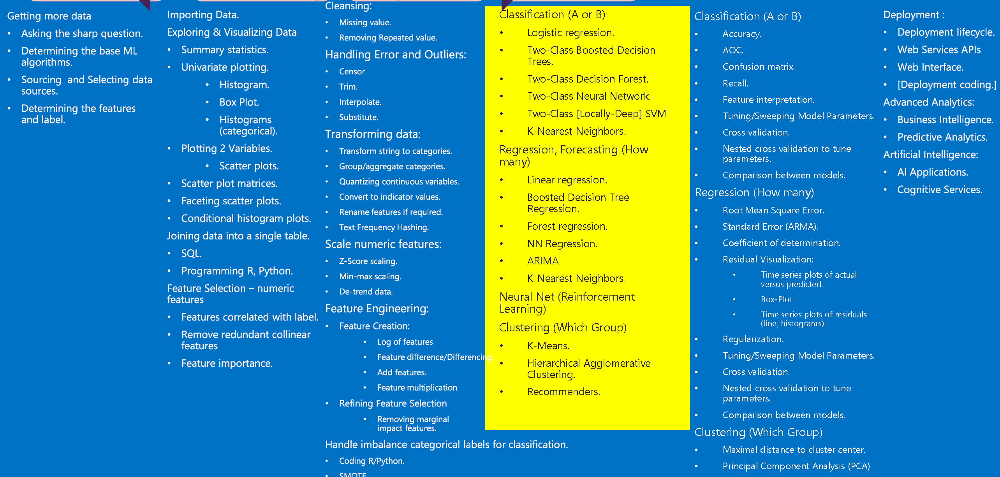 Getting more data
• Asking the sharp question.
• Determining the base ML
algorithms.
• Sourcing and Selecting data
sources.
• Determining the features
and label.
Importing Data.
Exploring & Visualizing Data
• Summary statistics.
• Univariate plotting.
• Histogram.
• Box Plot.
• Histograms
(categorical).
• Plotting 2 Variables.
• Scatter plots.
• Scatter plot matrices.
• Faceting scatter plots.
• Conditional histogram plots.
Joining data into a single table.
• SQL.
• Programming R, Python.
Feature Selection – numeric
features
• Features correlated with label.
• Remove redundant collinear
features
• Feature importance.
Cleansing:
• Missing value.
• Removing Repeated value.
Handling Error and Outliers:
• Censor
• Trim.
• Interpolate.
• Substitute.
Transforming data:
• Transform string to categories.
• Group/aggregate categories.
• Quantizing continuous variables.
• Convert to indicator values.
• Rename features if required.
• Text Frequency Hashing.
Scale numeric features:
• Z-Score scaling.
• Min-max scaling.
• De-trend data.
Feature Engineering:
• Feature Creation:
• Log of features
• Feature difference/Differencing.
• Add features.
• Feature multiplication
• Refining Feature Selection
• Removing marginal
impact features.
Handle imbalance categorical labels for classification.
• Coding R/Python.
• SMOTE
Classification (A or B)
• Logistic regression.
• Two-Class Boosted Decision
Trees.
• Two-Class Decision Forest.
• Two-Class Neural Network.
• Two-Class [Locally-Deep] SVM
• K-Nearest Neighbors.
Regression, Forecasting (How
many)
• Linear regression.
• Boosted Decision Tree
Regression.
• Forest regression.
• NN Regression.
• ARIMA
• K-Nearest Neighbors.
Neural Net (Reinforcement
Learning)
Clustering (Which Group)
• K-Means.
• Hierarchical Agglomerative
Clustering.
• Recommenders.
Classification (A or B)
• Accuracy.
• AOC.
• Confusion matrix.
• Recall.
• Feature interpretation.
• Tuning/Sweeping Model Parameters.
• Cross validation.
• Nested cross validation to tune
parameters.
• Comparison between models.
Regression (How many)
• Root Mean Square Error.
• Standard Error (ARMA).
• Coefficient of determination.
• Residual Visualization:
• Time series plots of actual
versus predicted.
• Box-Plot
• Time series plots of residuals
(line, histograms) .
• Regularization.
• Tuning/Sweeping Model Parameters.
• Cross validation.
• Nested cross validation to tune
parameters.
• Comparison between models.
Clustering (Which Group)
• Maximal distance to cluster center.
• Principal Component Analysis (PCA)
Deployment :
• Deployment lifecycle.
• Web Services APIs
• Web Interface.
• [Deployment coding.]
Advanced Analytics:
• Business Intelligence.
• Predictive Analytics.
Artificial Intelligence:
• AI Applications.
• Cognitive Services.